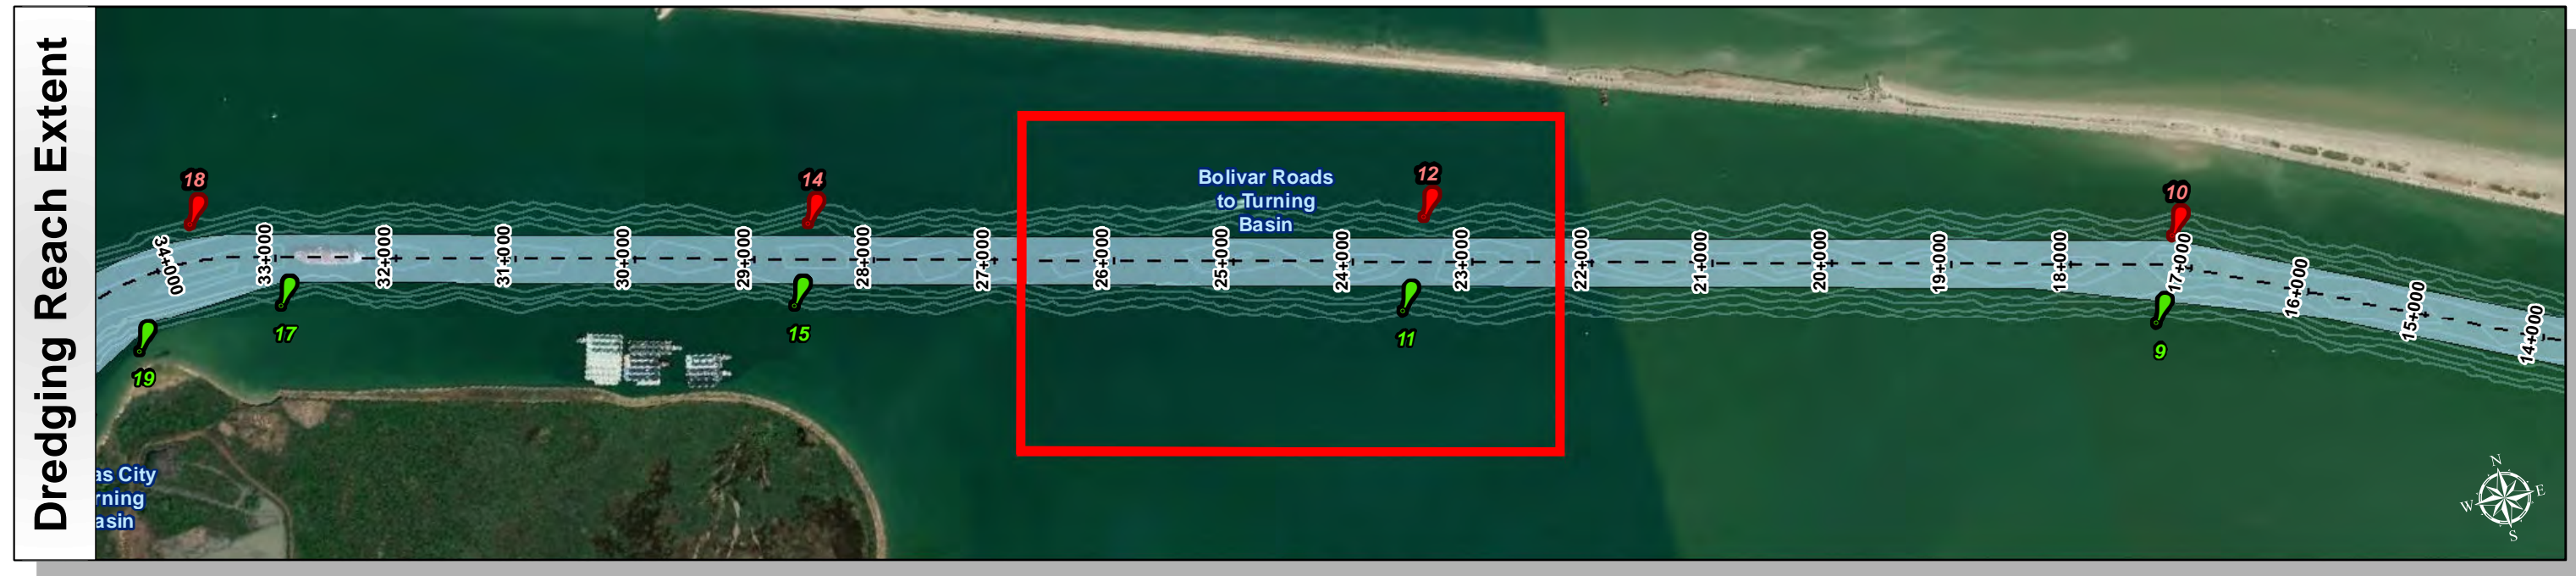 Dredging Reach Extent
18
14
12
10
Bolivar Roads
to Turning
Basin
34+000
33+000
32+000
31+000
30+000
29+000
28+000
27+000
26+000
25+000
24+000
23+000
22+000
21+000
20+000
19+000
18+000
17+000
16+000
15+000
14+000
19
17
15
11
9
as City
rning
asin
N
W
E
S